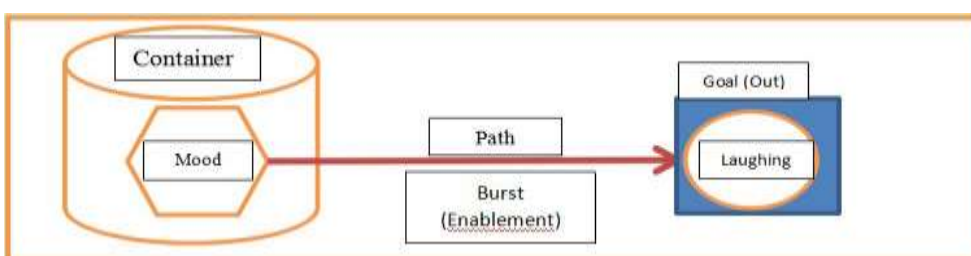 Container
Goal (Out)
Path
Mood
Laughing
Burst
(Enablement)